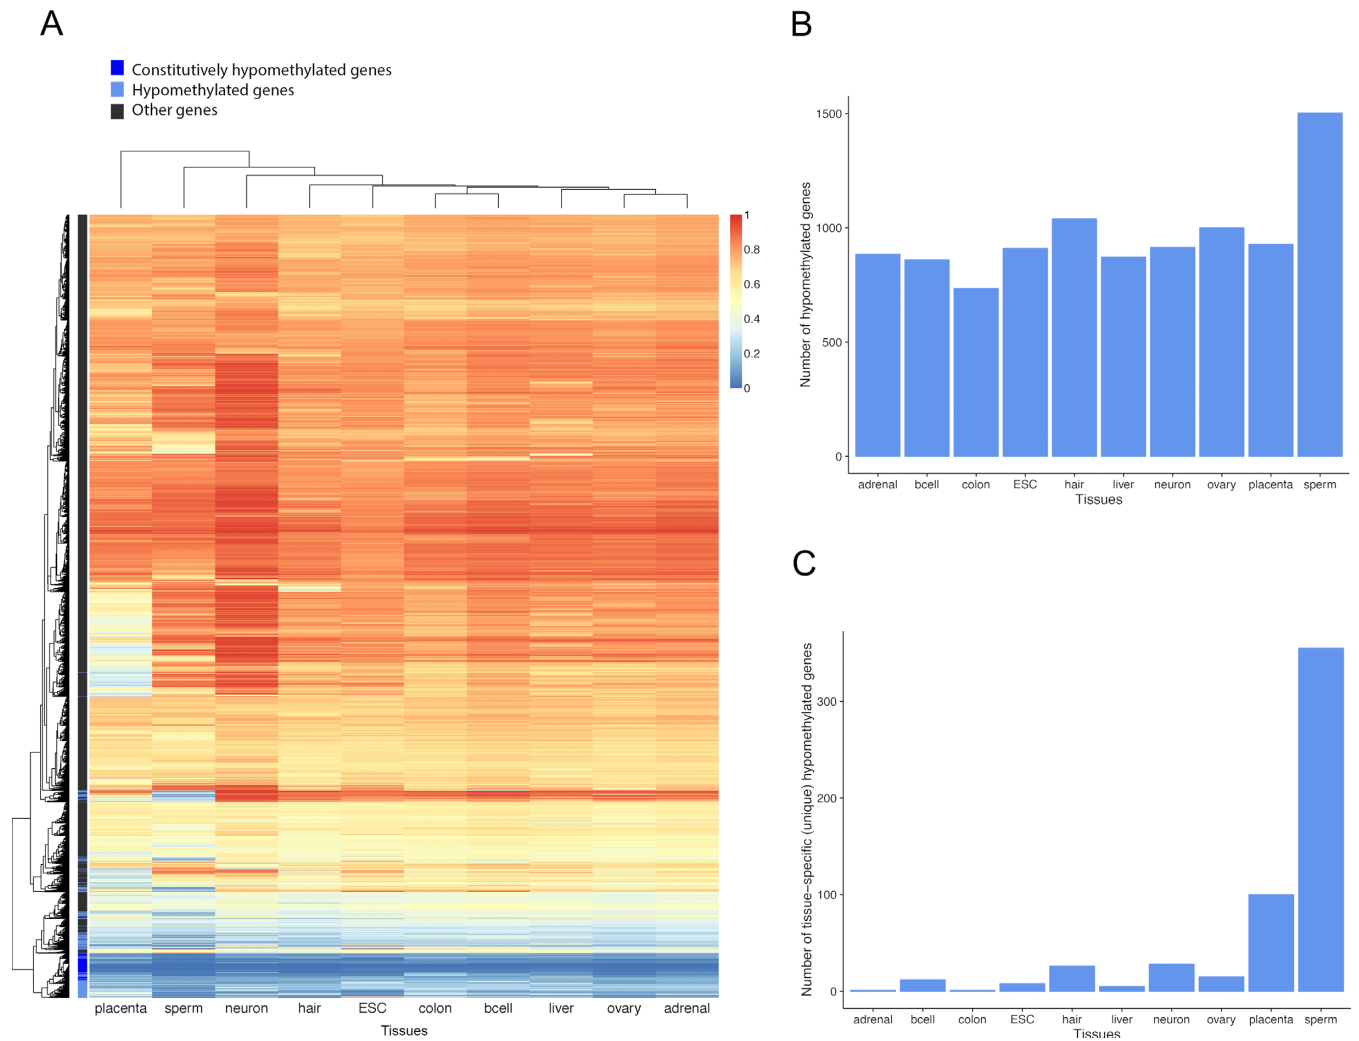 A
Constitutively hypomethylated genes
Hypomethylated genes
Other genes
1
0.8
0.6
0.4
0.2
0
placenta sperm neuron hair ESC colon bcell liver ovary adrenal
Tissues
B
Number of hypomethylated genes
1500
1000
500
0
adrenal bcell colon ESC hair liver neuron ovary placenta sperm
Tissues
C
Number of tissue-specific (unique) hypomethylated genes
300
200
100
0
adrenal bcell colon ESC hair liver neuron ovary placenta sperm
Tissues